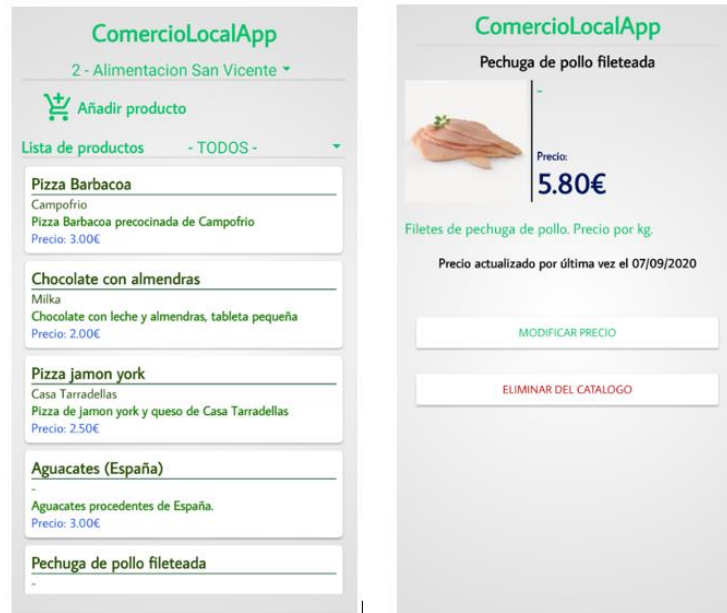 ComercioLocalApp
2 - Alimentacion San Vicente
Añadir producto
Lista de productos - TODOS -
Pizza Barbacoa
Campofrio
Pizza Barbacoa precocinada de Campofrio
Precio: 3.00€
Chocolate con almendras
Milka
Chocolate con leche y almendras, tableta pequeña
Precio: 2.00€
Pizza jamon york
Casa Tarradellas
Pizza de jamon york y queso de Casa Tarradellas
Precio: 2.50€
Aguacates (España)
-
Aguacates procedentes de España.
Precio: 3.00€
Pechuga de pollo fileteada
-
ComercioLocalApp
Pechuga de pollo fileteada
-
Precio:
5.80€
Filetes de pechuga de pollo. Precio por kg.
Precio actualizado por última vez el 07/09/2020
MODIFICAR PRECIO
ELIMINAR DEL CATALOGO